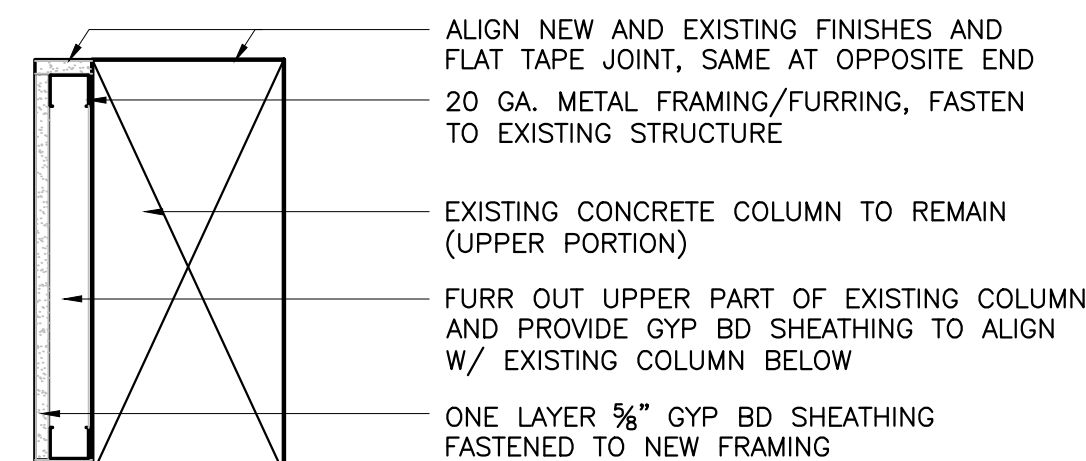 ALIGN NEW AND EXISTING FINISHES AND
FLAT TAPE JOINT, SAME AT OPPOSITE END
20 GA. METAL FRAMING/FURRING, FASTEN
TO EXISTING STRUCTURE
EXISTING CONCRETE COLUMN TO REMAIN
(UPPER PORTION)
FURR OUT UPPER PART OF EXISTING COLUMN
AND PROVIDE GYP BD SHEATHING TO ALIGN
W/ EXISTING COLUMN BELOW
ONE LAYER ⅝" GYP BD SHEATHING
FASTENED TO NEW FRAMING